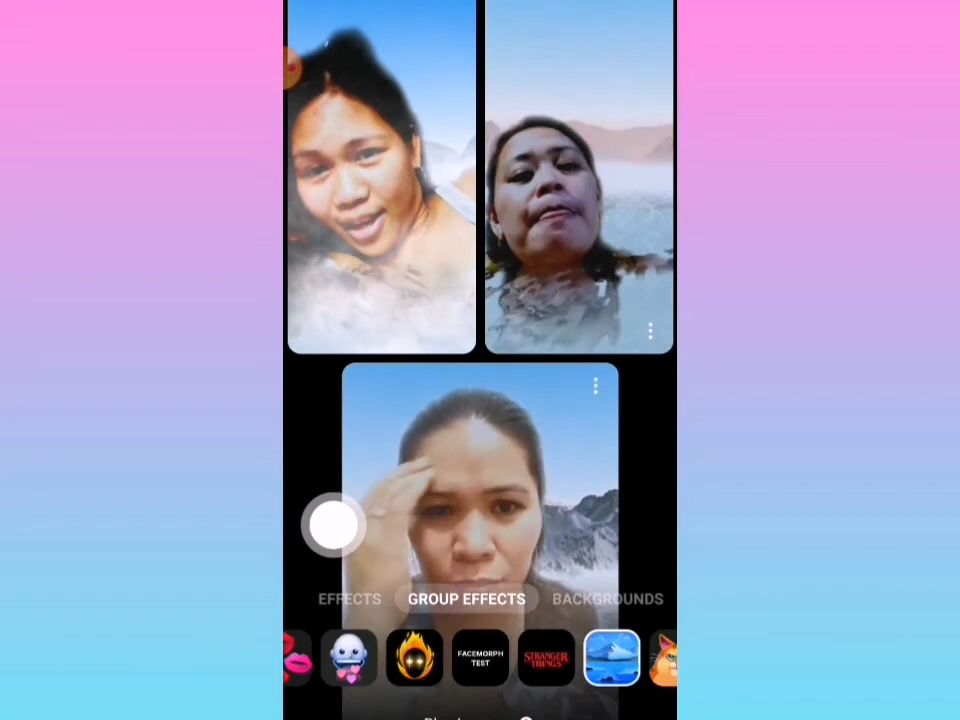 EFFECTS
GROUP EFFECTS
BACKGROUNDS
FACEMORPH
TEST
STRANGER
THINGS